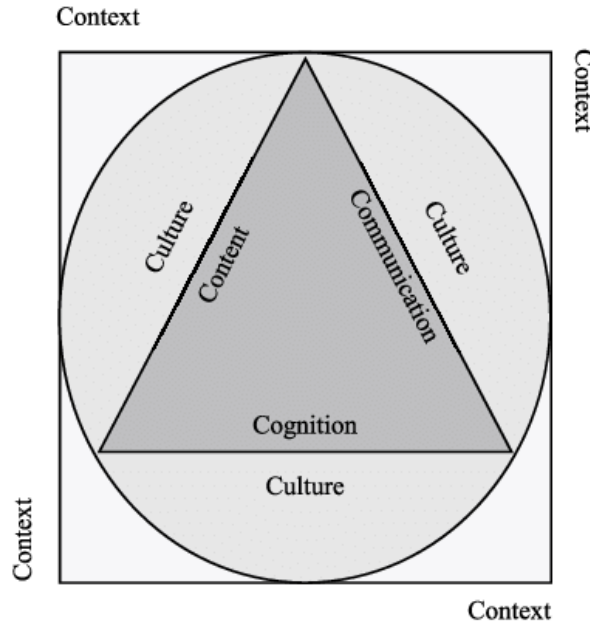 Context
Context
Culture
Content
Communication
Culture
Cognition
Culture
Context
Context